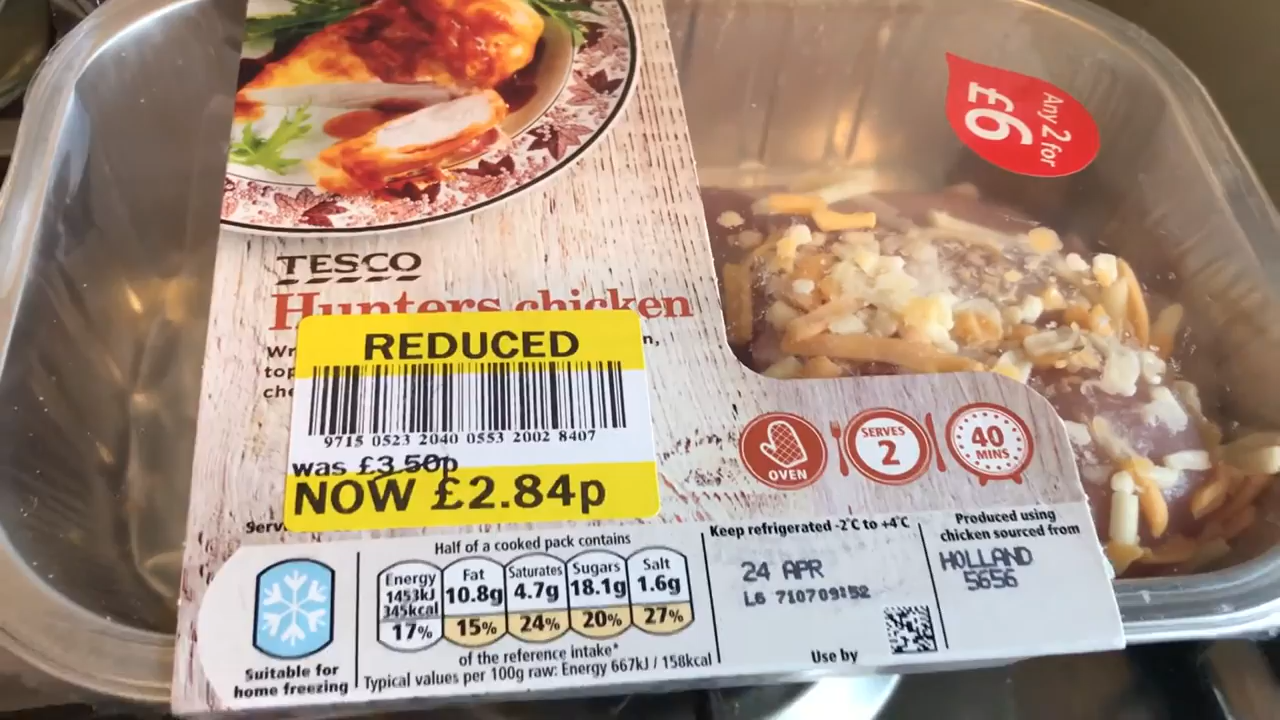 Any 2 for
£6
TESCO
Hunters chicken
REDUCED
9715 0523 2040 0553 2002 8407
was £3.50p
NOW £2.84p
OVEN
SERVES
2
40
MINS
Suitable for
home freezing
Half of a cooked pack contains
Energy
1453kJ
345kcal
17%
Fat
10.8g
15%
Saturates
4.7g
24%
Sugars
18.1g
20%
Salt
1.6g
27%
of the reference intake*
Typical values per 100g raw: Energy 667kJ / 158kcal
Keep refrigerated -2°C to +4°C
24 APR
L6 710709:52
Use by
Produced using
chicken sourced from
HOLLAND
5656